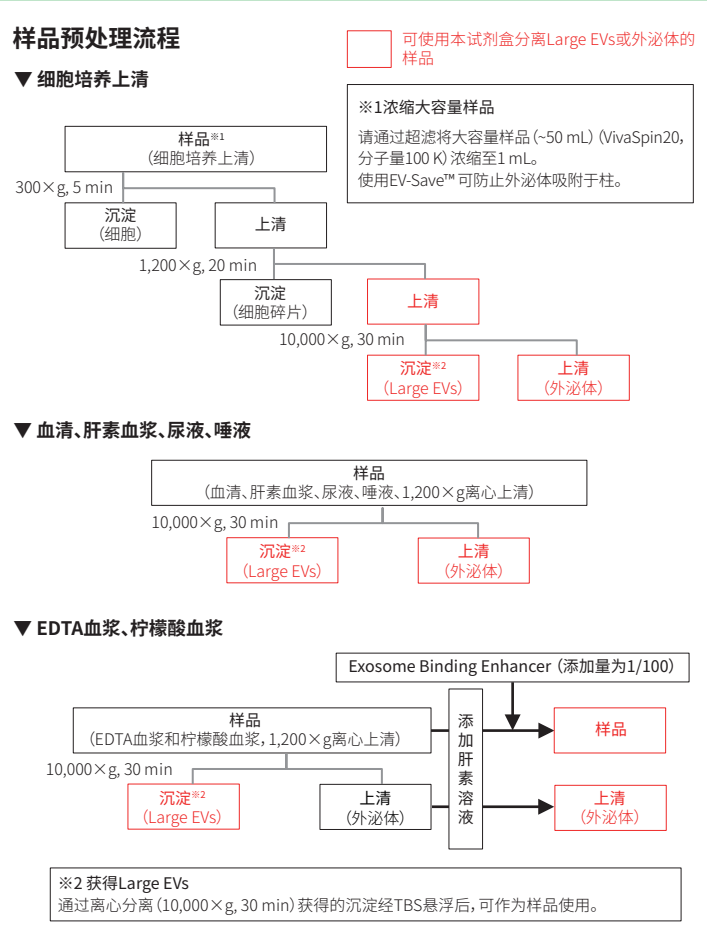 样品预处理流程
可使用本试剂盒分离Large EVs或外泌体的
样品
▼ 细胞培养上清
※1浓缩大容量样品
请通过超滤将大容量样品(~50 mL)(VivaSpin20,
分子量100 K)浓缩至1 mL。
使用EV-Save™ 可防止外泌体吸附于柱。
样品※1
(细胞培养上清)
300×g, 5 min
沉淀
(细胞)
上清
1,200×g, 20 min
沉淀
(细胞碎片)
上清
10,000×g, 30 min
沉淀※2
(Large EVs)
上清
(外泌体)
▼ 血清、肝素血浆、尿液、唾液
样品
(血清、肝素血浆、尿液、唾液、1,200×g离心上清)
10,000×g, 30 min
沉淀※2
(Large EVs)
上清
(外泌体)
▼ EDTA血浆、柠檬酸血浆
Exosome Binding Enhancer (添加量为1/100)
样品
(EDTA血浆和柠檬酸血浆,1,200×g离心上清)
添加肝素溶液
样品
10,000×g, 30 min
沉淀※2
(Large EVs)
上清
(外泌体)
上清
(外泌体)
※2 获得Large EVs
通过离心分离(10,000×g, 30 min)获得的沉淀经TBS悬浮后,可作为样品使用。